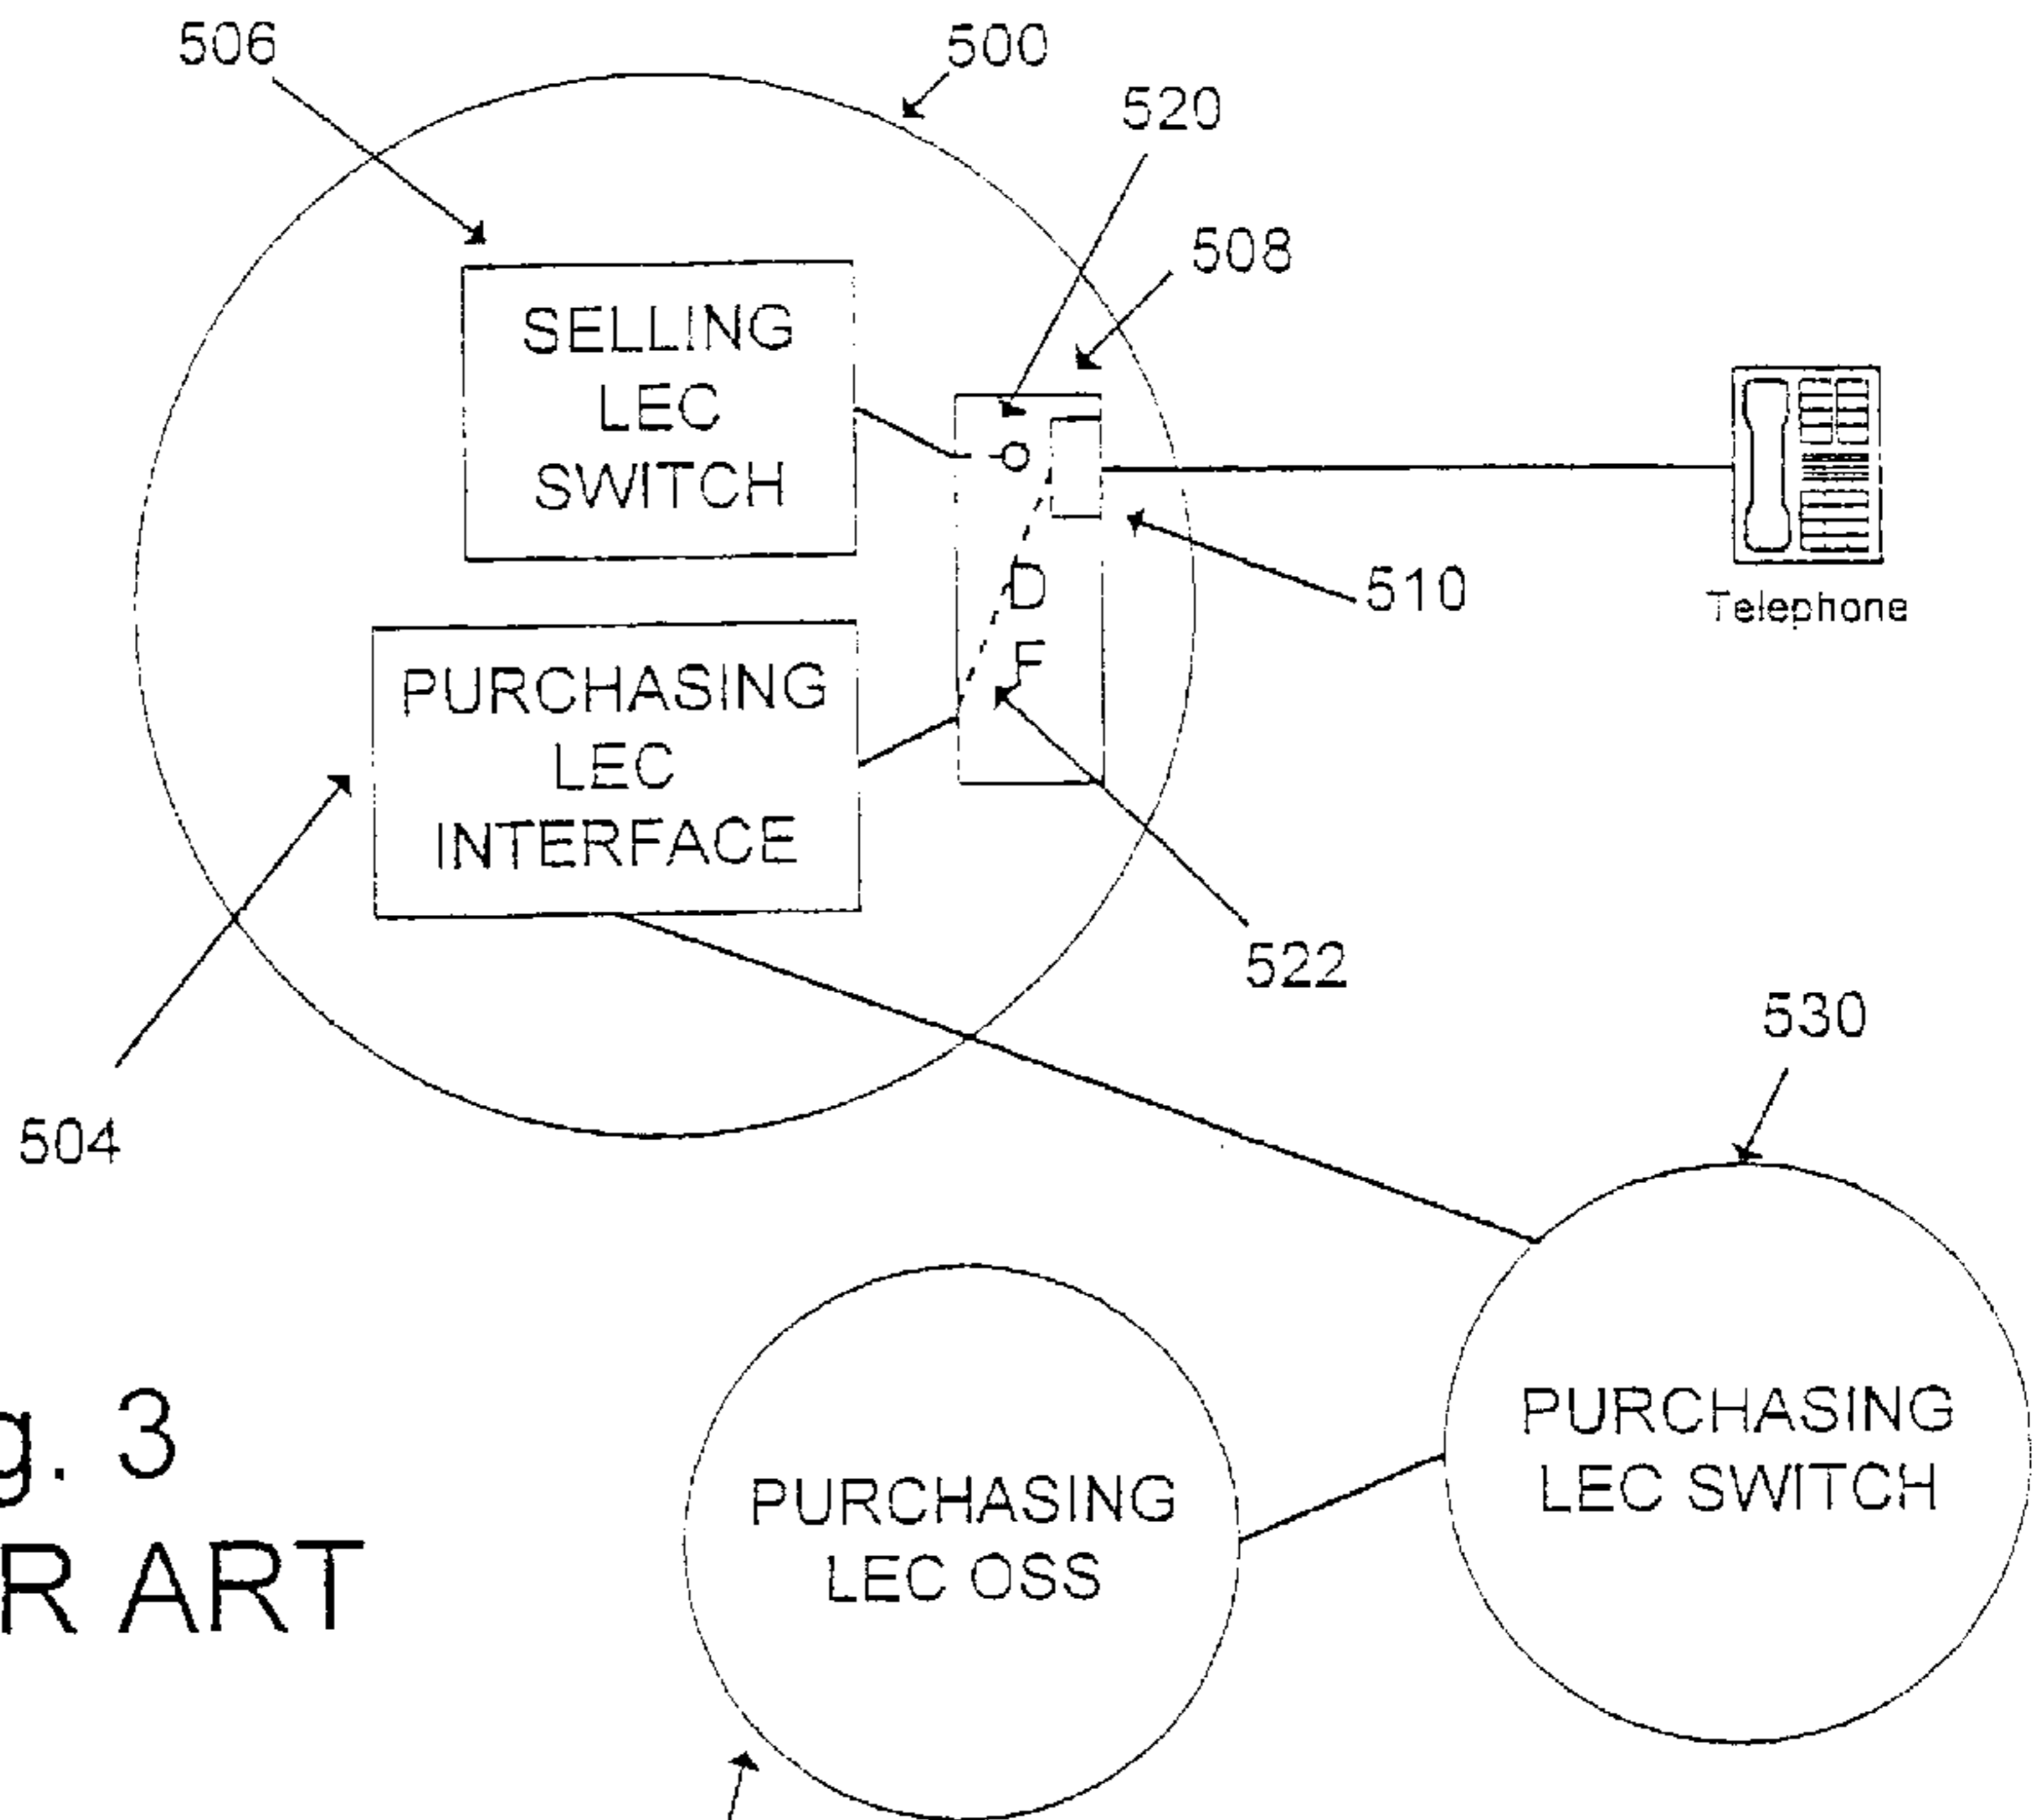 506
500
520
508
SELLING
LEC
SWITCH
D
F
510
Telephone
PURCHASING
LEC
INTERFACE
522
530
504
g. 3
R ART
PURCHASING
LEC SWITCH
PURCHASING
LEC OSS